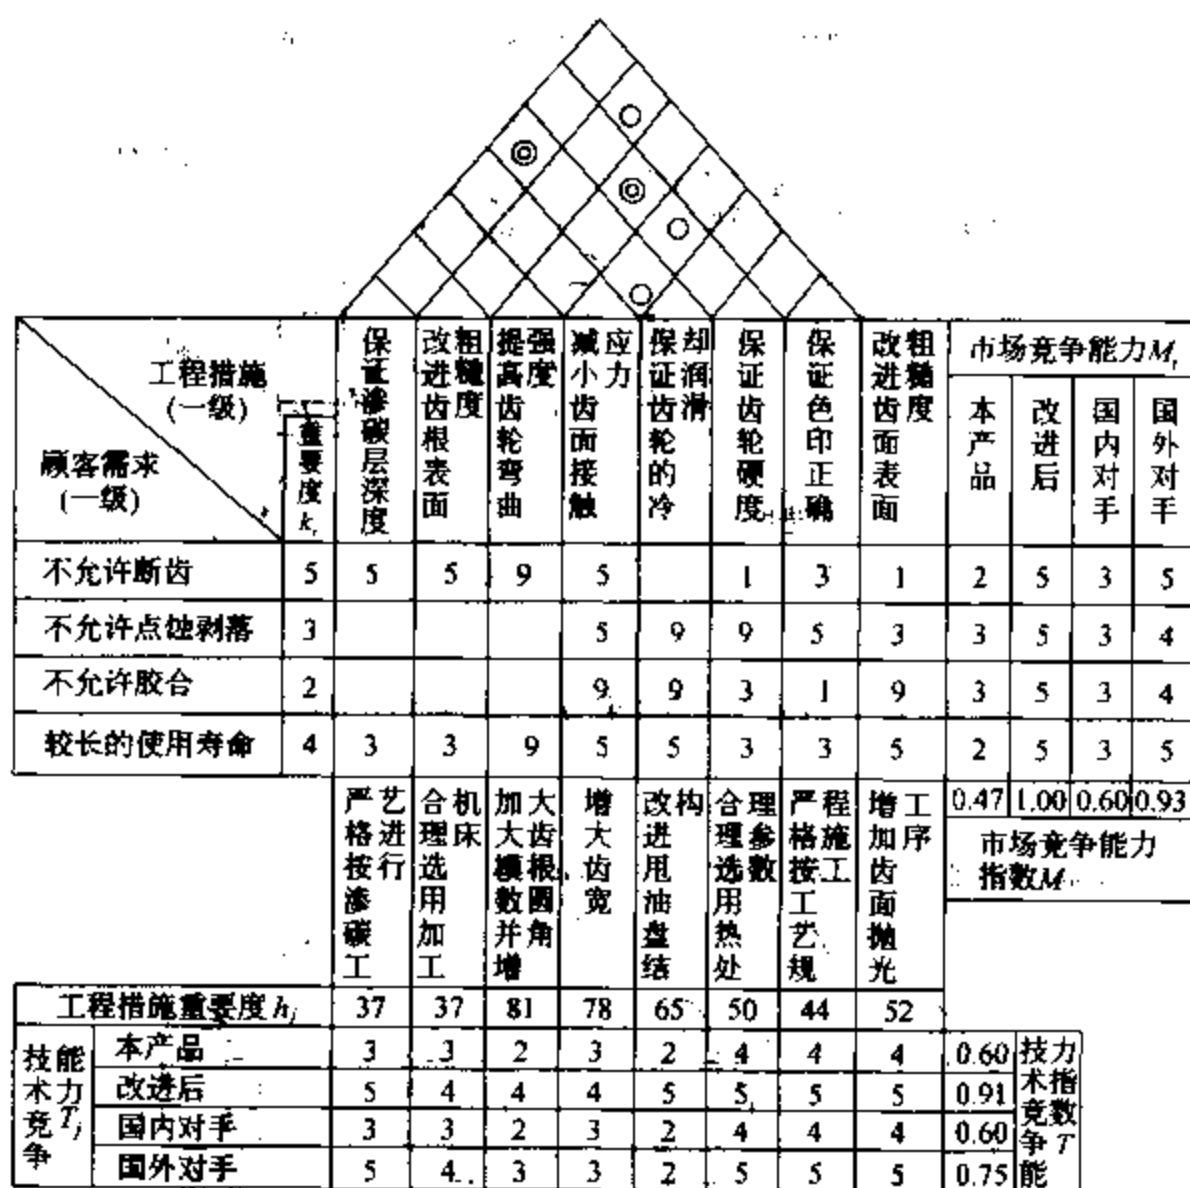 工程措施
(一级)
顾客需求
(一级)
重要度 k_i
保证渗碳层深度
改进齿根表面粗糙度
提高齿轮弯曲强度
减小齿面接触应力
保证齿轮的冷却润滑
保证齿轮硬度
保证色印正确
改进齿面表面粗糙度
市场竞争能力M_i
本产品
改进后
国内对手
国外对手
不允许断齿 5 5 5 9 5 1 3 1 2 5 3 5
不允许点蚀剥落 3 5 9 9 5 3 3 5 3 4
不允许胶合 2 9 9 3 1 9 3 5 3 4
较长的使用寿命 4 3 3 9 5 5 3 3 5 2 5 3 5
严格按渗碳工艺进行
合理选用加工机床
加大模数并增大齿根圆角
增大齿宽
改进甩油盘结构
合理选用热处理参数
严格按工艺规程施工
增加齿面抛光工序
0.47 1.00 0.60 0.93
市场竞争能力
指数M
工程措施重要度 h_j 37 37 81 78 65 50 44 52
技术竞争能力T_j
本产品 3 3 2 3 2 4 4 4 0.60
改进后 5 4 4 4 5 5 5 5 0.91
国内对手 3 3 2 3 2 4 4 4 0.60
国外对手 5 4 3 3 2 5 5 5 0.75
技术竞争能力指数T